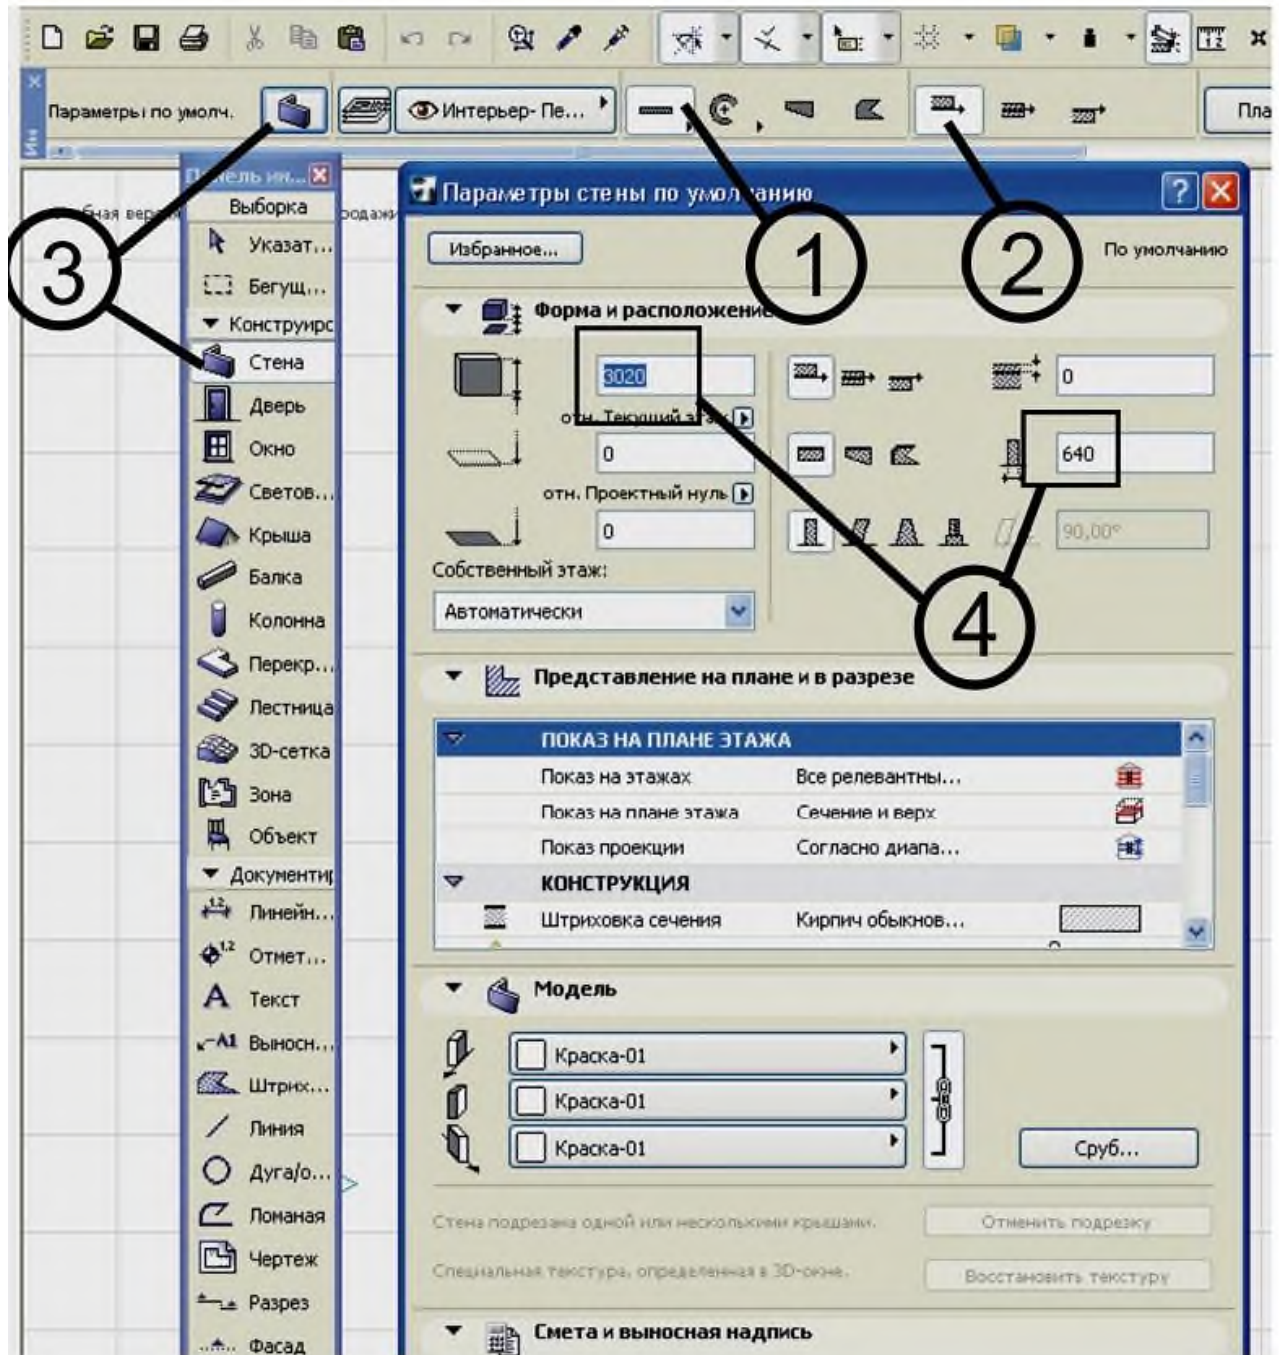 Параметры по умолч.
Интерьер- Пе...
Пла
Ин
1
2
3
4
Панель ин...
Выборка
Указат...
Бегущ...
Конструирс
Стена
Дверь
Окно
Светов...
Крыша
Балка
Колонна
Перекр...
Лестница
3D-сетка
Зона
Объект
Документир
Линейн...
Отмет...
Текст
Выносн...
Штрих...
Линия
Дуга/о...
Ломаная
Чертеж
Разрез
Фасад
Параметры стены по умолчанию
Избранное...
По умолчанию
Форма и расположение
3020
0
отн. Текущий этаж
0
640
отн. Проектный нуль
0
90,00°
Собственный этаж:
Автоматически
Представление на плане и в разрезе
ПОКАЗ НА ПЛАНЕ ЭТАЖА
Показ на этажах Все релевантны...
Показ на плане этажа Сечение и верх
Показ проекции Согласно диапа...
КОНСТРУКЦИЯ
Штриховка сечения Кирпич обыкнов...
Модель
Краска-01
Краска-01
Краска-01
Сруб...
Стена подрезана одной или несколькими крышами.
Отменить подрезку
Специальная текстура, определенная в 3D-окне.
Восстановить текстуру
Смета и выносная надпись